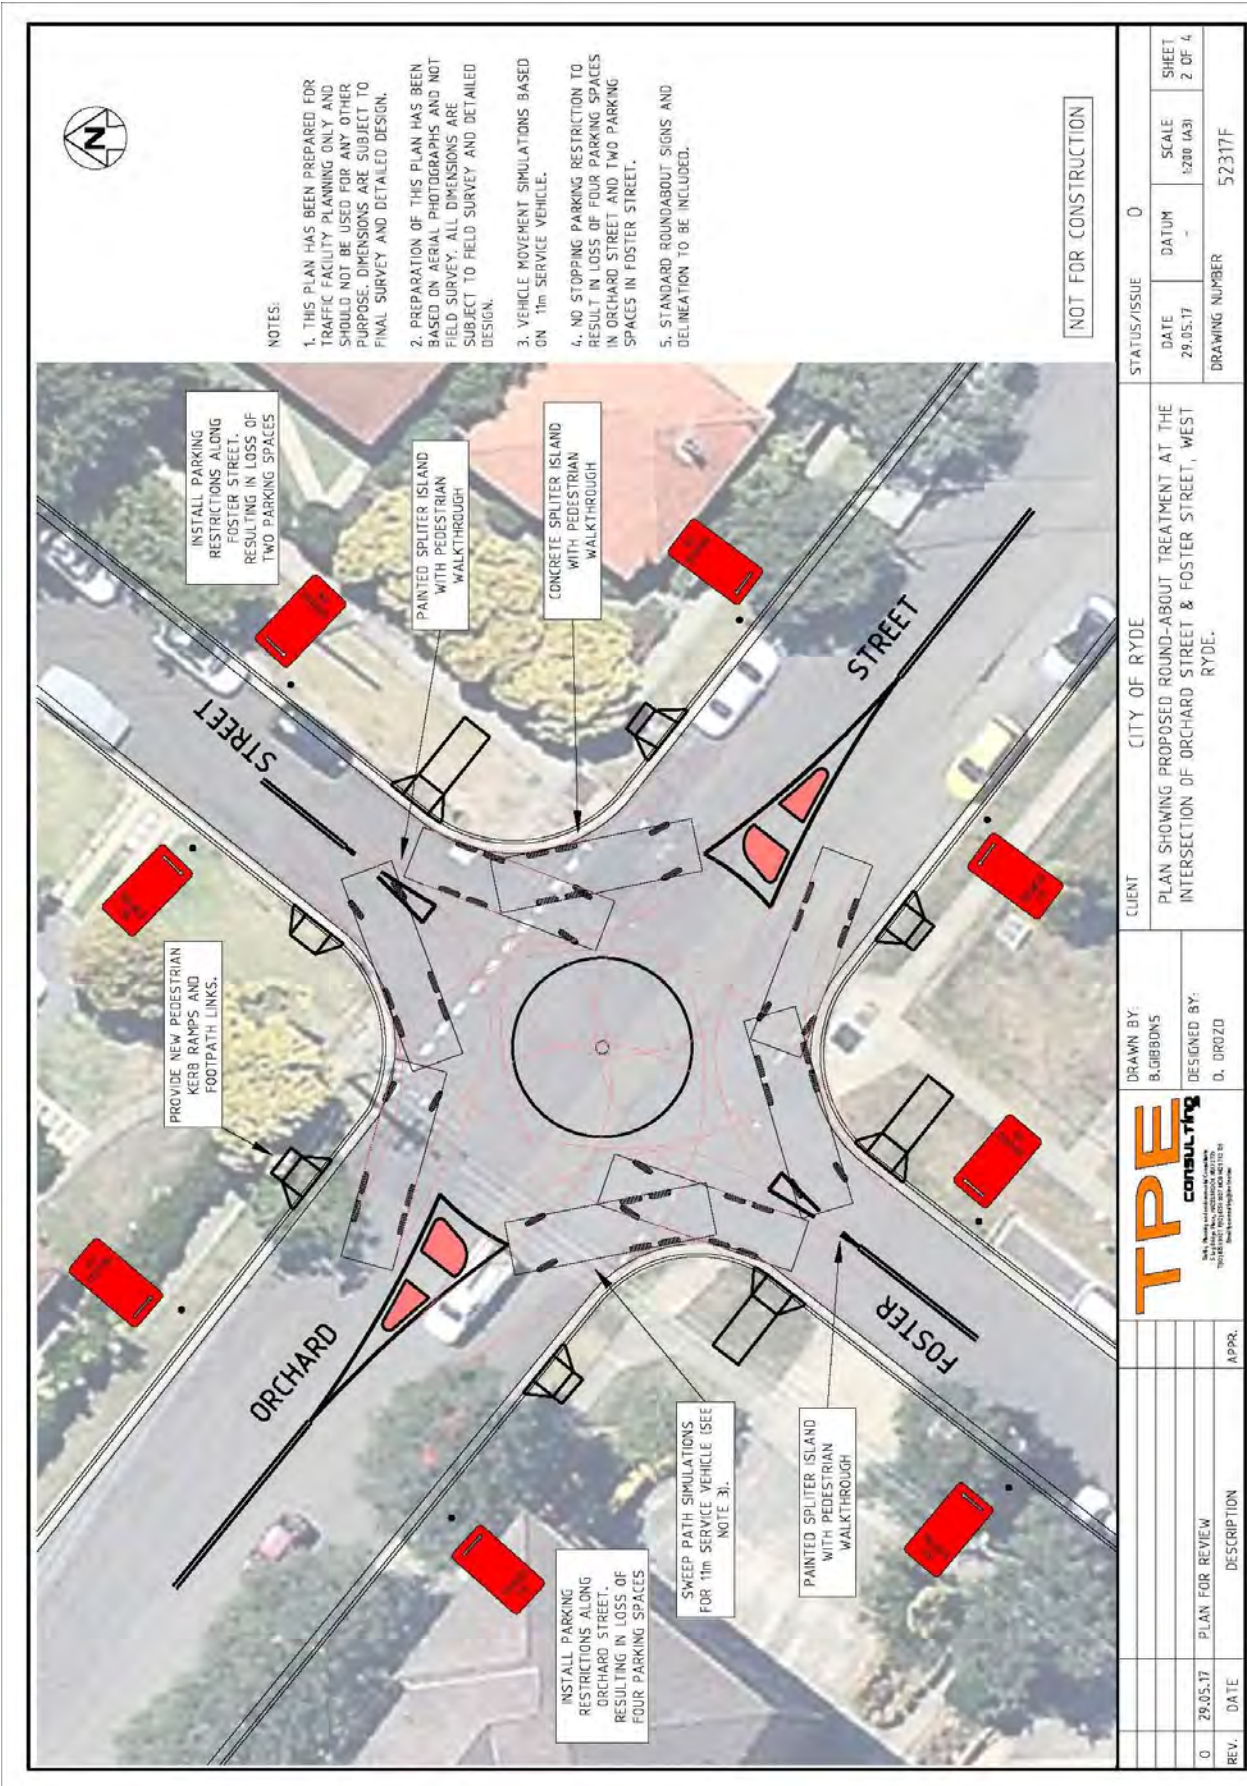 N
NOTES:
1. THIS PLAN HAS BEEN PREPARED FOR
TRAFFIC FACILITY PLANNING ONLY AND
SHOULD NOT BE USED FOR ANY OTHER
PURPOSE. DIMENSIONS ARE SUBJECT TO
FINAL SURVEY AND DETAILED DESIGN.
2. PREPARATION OF THIS PLAN HAS BEEN
BASED ON AERIAL PHOTOGRAPHS AND NOT
FIELD SURVEY. ALL DIMENSIONS ARE
SUBJECT TO FIELD SURVEY AND DETAILED
DESIGN.
3. VEHICLE MOVEMENT SIMULATIONS BASED
ON 11m SERVICE VEHICLE.
4. NO STOPPING PARKING RESTRICTION TO
RESULT IN LOSS OF FOUR PARKING SPACES
IN ORCHARD STREET AND TWO PARKING
SPACES IN FOSTER STREET.
5. STANDARD ROUNDABOUT SIGNS AND
DELINEATION TO BE INCLUDED.
NOT FOR CONSTRUCTION
INSTALL PARKING
RESTRICTIONS ALONG
FOSTER STREET.
RESULTING IN LOSS OF
TWO PARKING SPACES
PAINTED SPLITER ISLAND
WITH PEDESTRIAN
WALKTHROUGH
CONCRETE SPLITER ISLAND
WITH PEDESTRIAN
WALKTHROUGH
PROVIDE NEW PEDESTRIAN
KERB RAMPS AND
FOOTPATH LINKS.
STREET
STREET
ORCHARD
FOSTER
INSTALL PARKING
RESTRICTIONS ALONG
ORCHARD STREET.
RESULTING IN LOSS OF
FOUR PARKING SPACES
SWEEP PATH SIMULATIONS
FOR 11m SERVICE VEHICLE (SEE
NOTE 3).
PAINTED SPLITER ISLAND
WITH PEDESTRIAN
WALKTHROUGH
0 29.05.17 PLAN FOR REVIEW
REV. DATE DESCRIPTION APPR.
TPE
CONSULTING
DRAWN BY:
B.GIBBONS
DESIGNED BY:
D. DROZD
CLIENT CITY OF RYDE
PLAN SHOWING PROPOSED ROUND-ABOUT TREATMENT AT THE
INTERSECTION OF ORCHARD STREET & FOSTER STREET, WEST
RYDE.
STATUS/ISSUE 0
DATE DATUM SCALE SHEET
29.05.17 - 1:200 (A3) 2 OF 4
DRAWING NUMBER 52317F